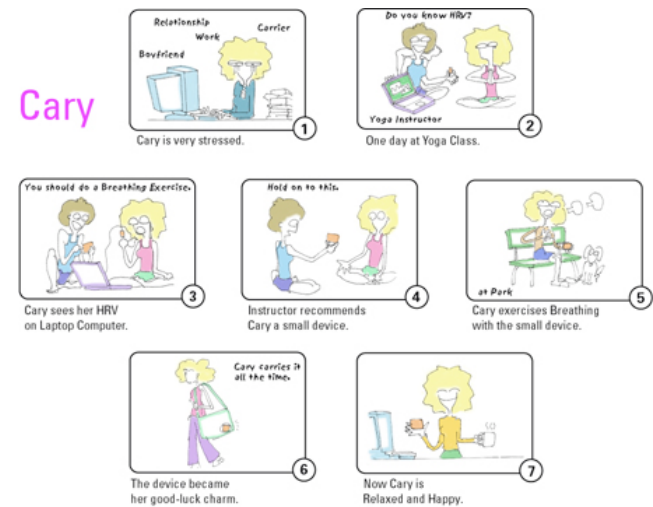 Cary
Relationship
Work
Carrier
Boyfriend
1
Cary is very stressed.
Do you know HRV?
Yoga Instructor
2
One day at Yoga Class.
You should do a Breathing Exercise.
3
Cary sees her HRV
on Laptop Computer.
Hold on to this.
4
Instructor recommends
Cary a small device.
at Park
5
Cary exercises Breathing
with the small device.
Cary carries it
all the time.
6
The device became
her good-luck charm.
7
Now Cary is
Relaxed and Happy.